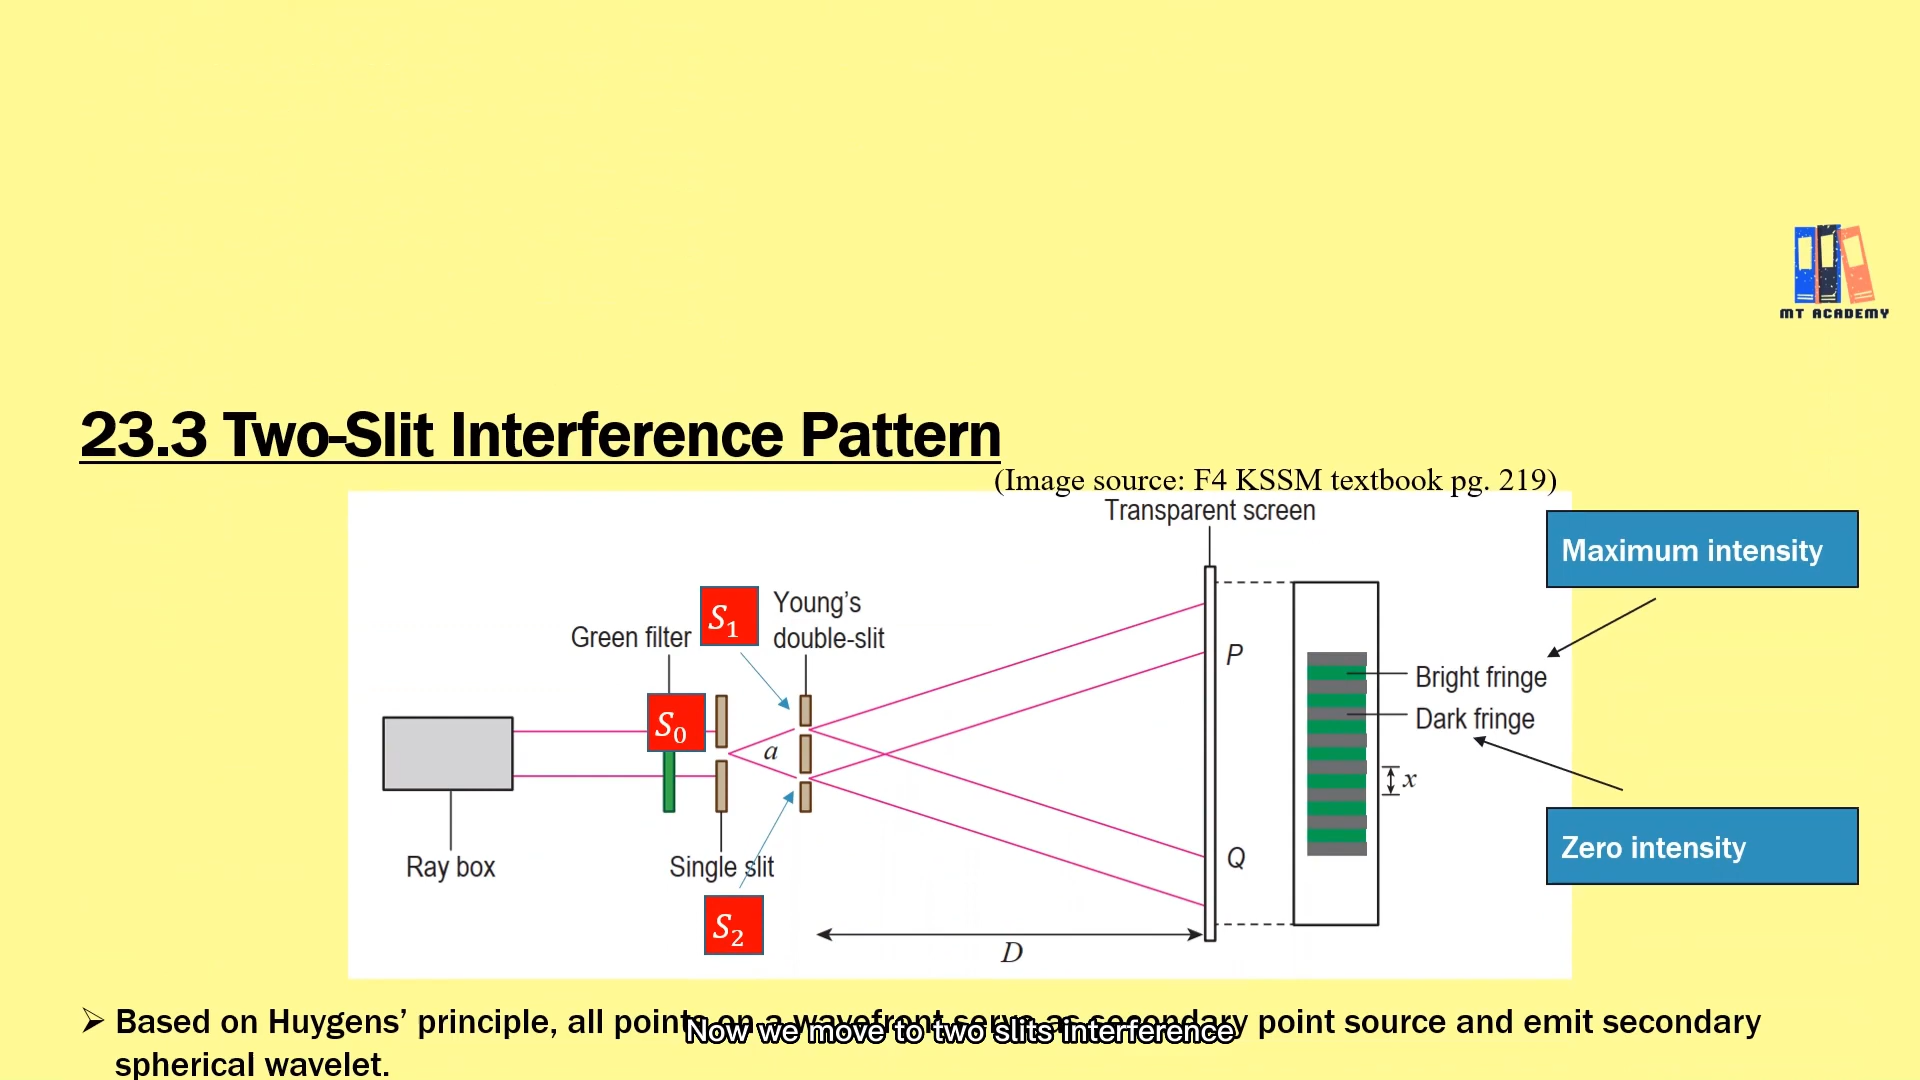 MT ACADEMY
23.3 Two-Slit Interference Pattern
(Image source: F4 KSSM textbook pg. 219)
Transparent screen
Maximum intensity
S₁
Young's
double-slit
Green filter
P
Bright fringe
S₀
Dark fringe
a
x
Zero intensity
Q
Ray box
Single slit
S₂
D
➢ Based on Huygens' principle, all points on a wavefront serve as secondary point source and emit secondary
spherical wavelet.
Now we move to two slits interference